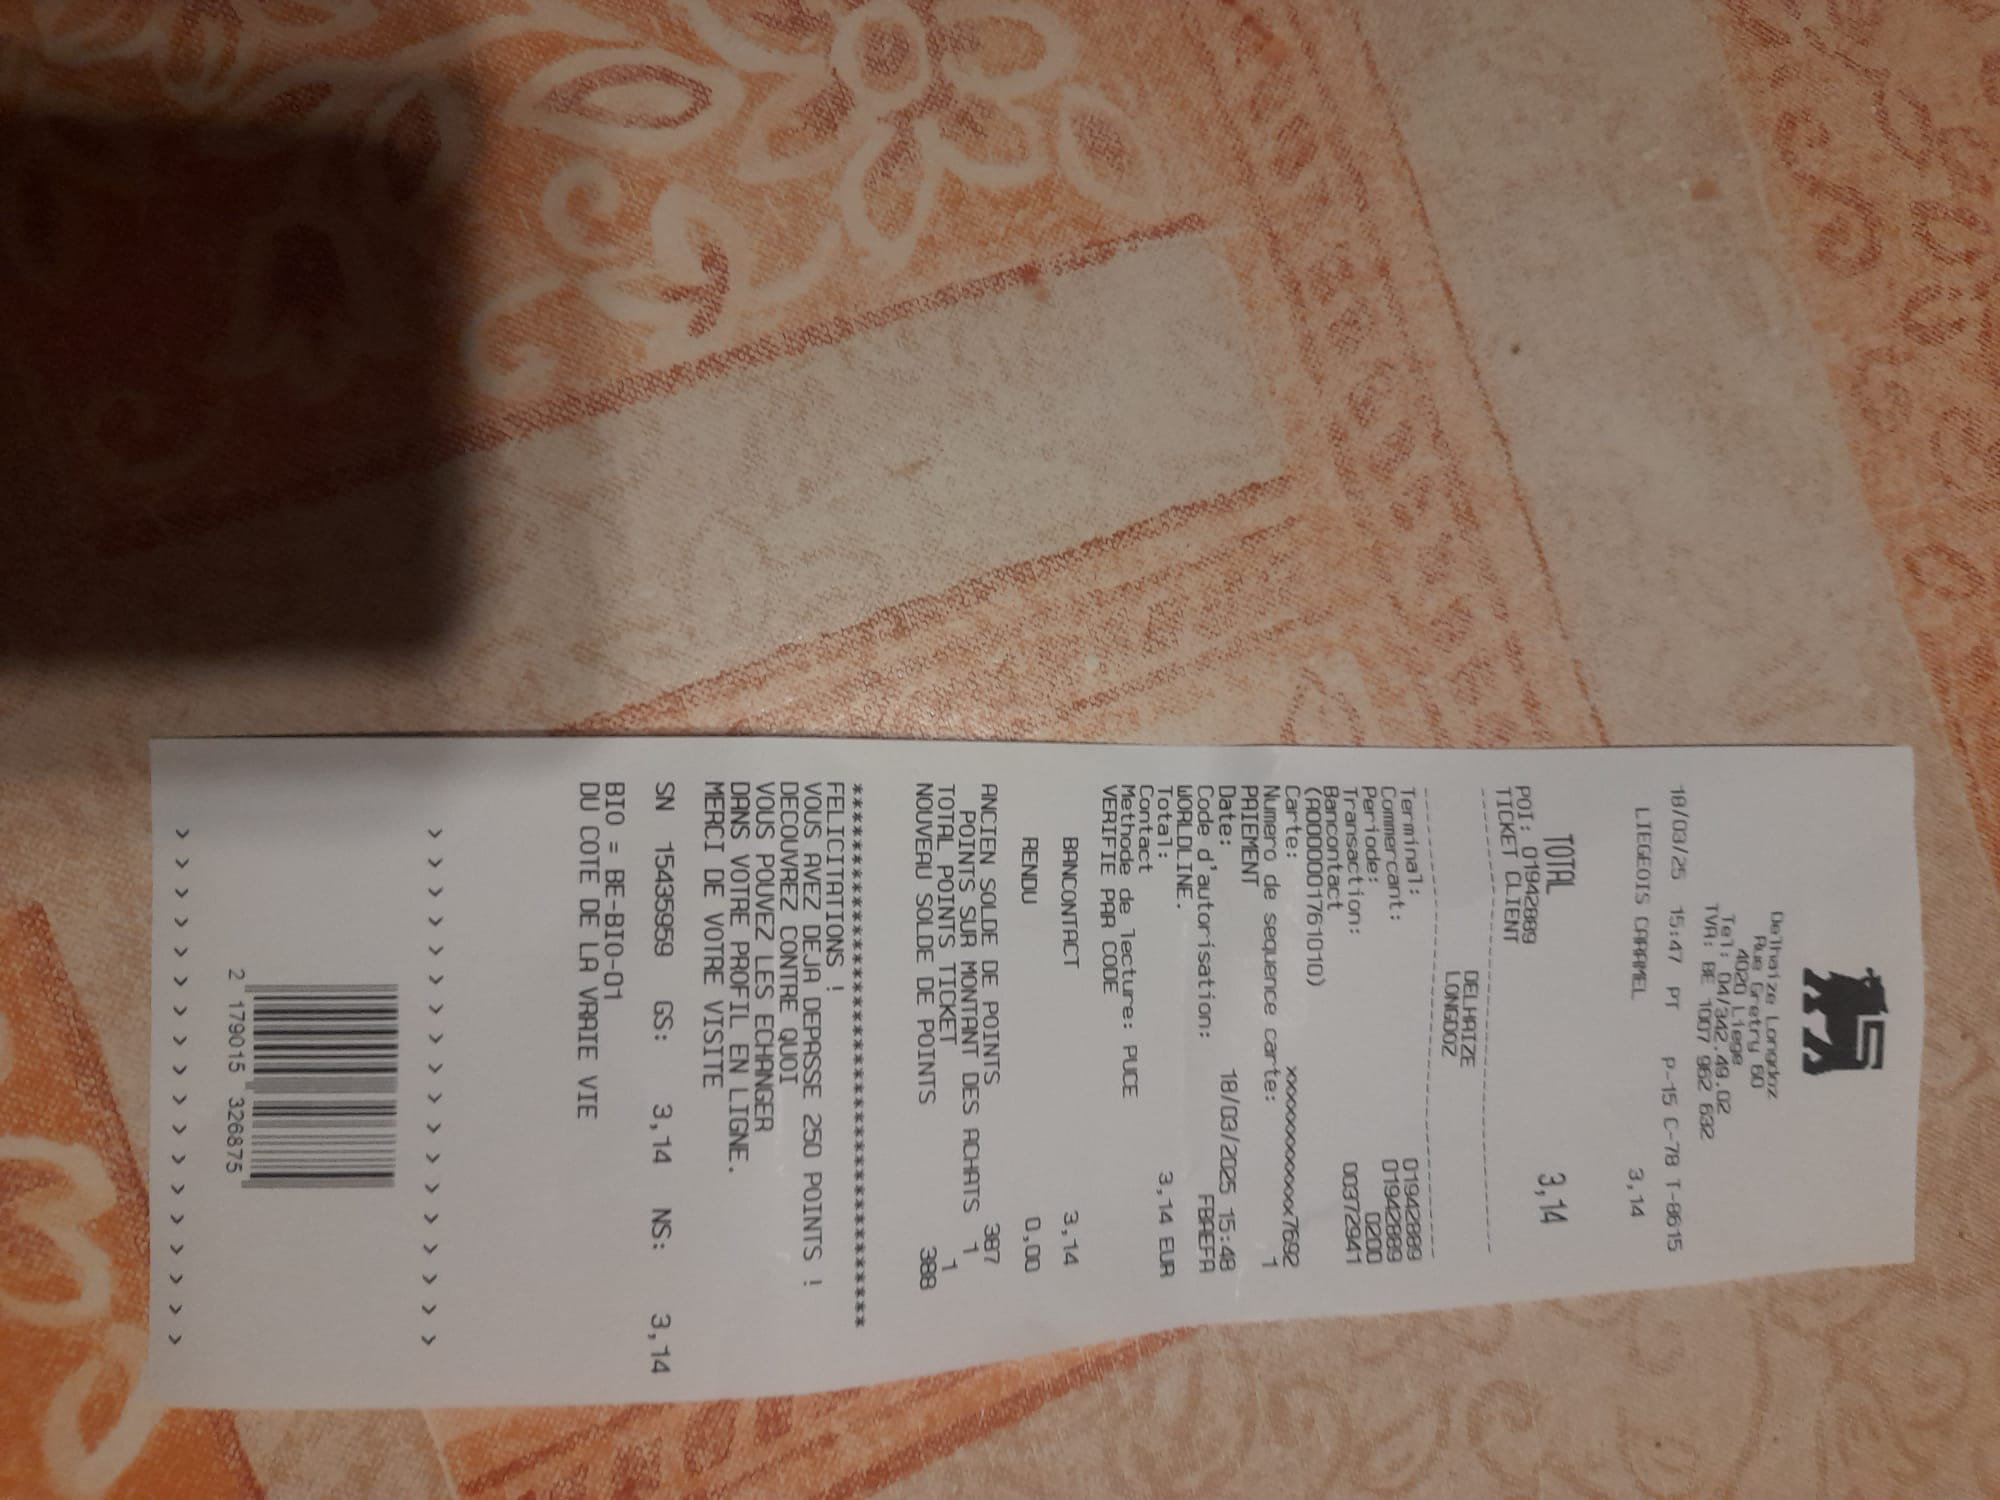 Delhaize Longdoz
Rue Gretry 60
4020 Liege
Tel: 04/342.49.02
TVA: BE 1007 962 632
18/03/25 15:47 PT P-15 C-78 T-8615
LIEGEOIS CARAMEL 3,14
TOTAL 3,14
POI: 01942889
TICKET CLIENT
DELHAIZE
LONGDOZ
Terminal: 01942889
Commercant: 01942889
Periode: 0200
Transaction: 00372941
Bancontact
(A0000001761010)
Carte: xxxxxxxxxxxxx7692
Numero de sequence carte: 1
PAIEMENT
Date: 18/03/2025 15:48
Code d'autorisation: FBAEFA
WORLDLINE.
Total: 3,14 EUR
Contact
Methode de lecture: PUCE
VERIFIE PAR CODE
BANCONTACT 3,14
RENDU 0,00
ANCIEN SOLDE DE POINTS 387
POINTS SUR MONTANT DES ACHATS 1
TOTAL POINTS TICKET 1
NOUVEAU SOLDE DE POINTS 388
****************************************
FELICITATIONS !
VOUS AVEZ DEJA DEPASSE 250 POINTS !
DECOUVREZ CONTRE QUOI
VOUS POUVEZ LES ECHANGER
DANS VOTRE PROFIL EN LIGNE.
MERCI DE VOTRE VISITE
SN 15435959 GS: 3,14 NS: 3,14
BIO = BE-BIO-01
DU COTE DE LA VRAIE VIE
> > > > > > > > > > > > > > > > > >
2 179015 326875
> > > > > > > > > > > > > > > > > >